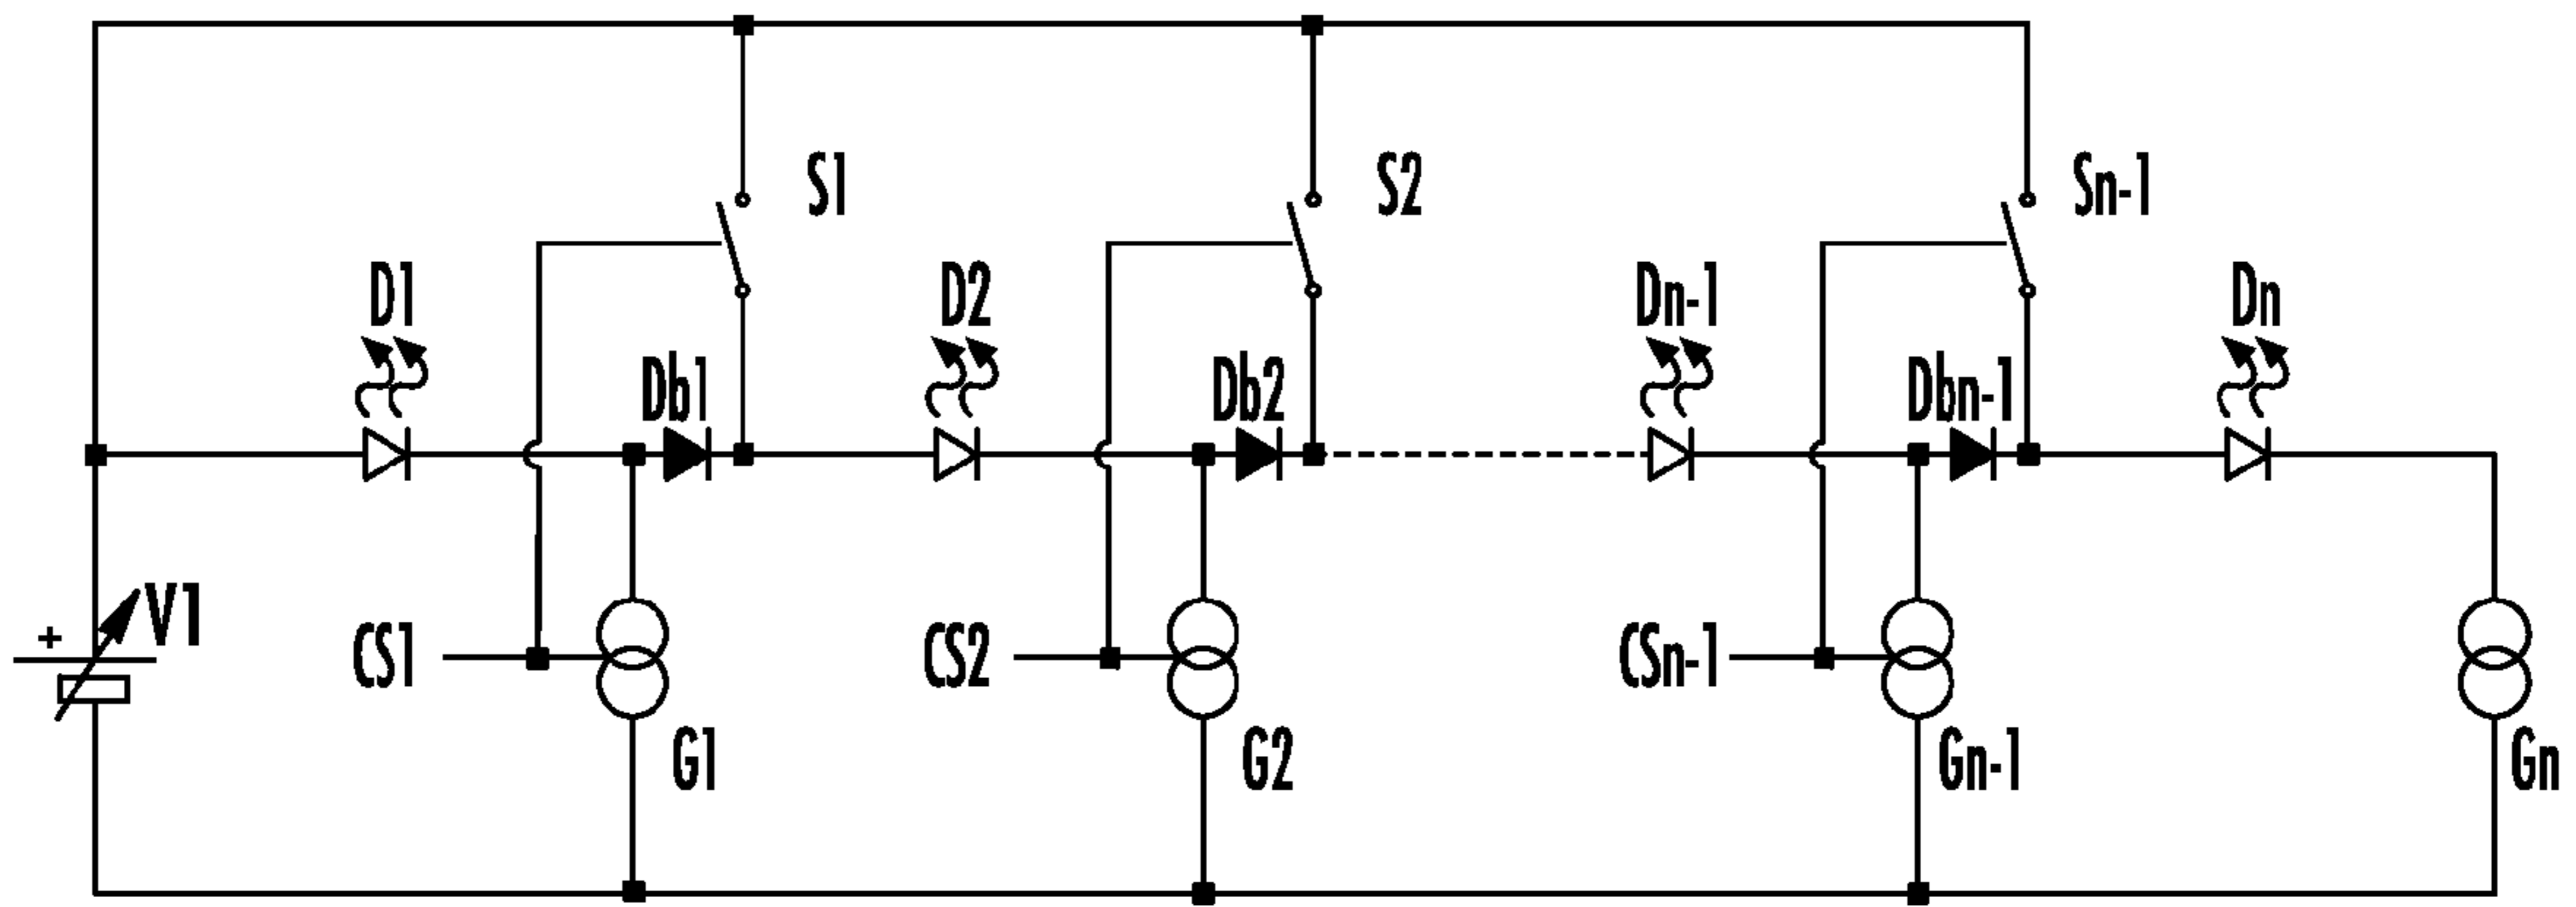 S1
S2
Sn-1
D1
D2
Dn-1
Dn
Db1
Db2
Dbn-1
+
V1
CS1
CS2
CSn-1
G1
G2
Gn-1
Gn